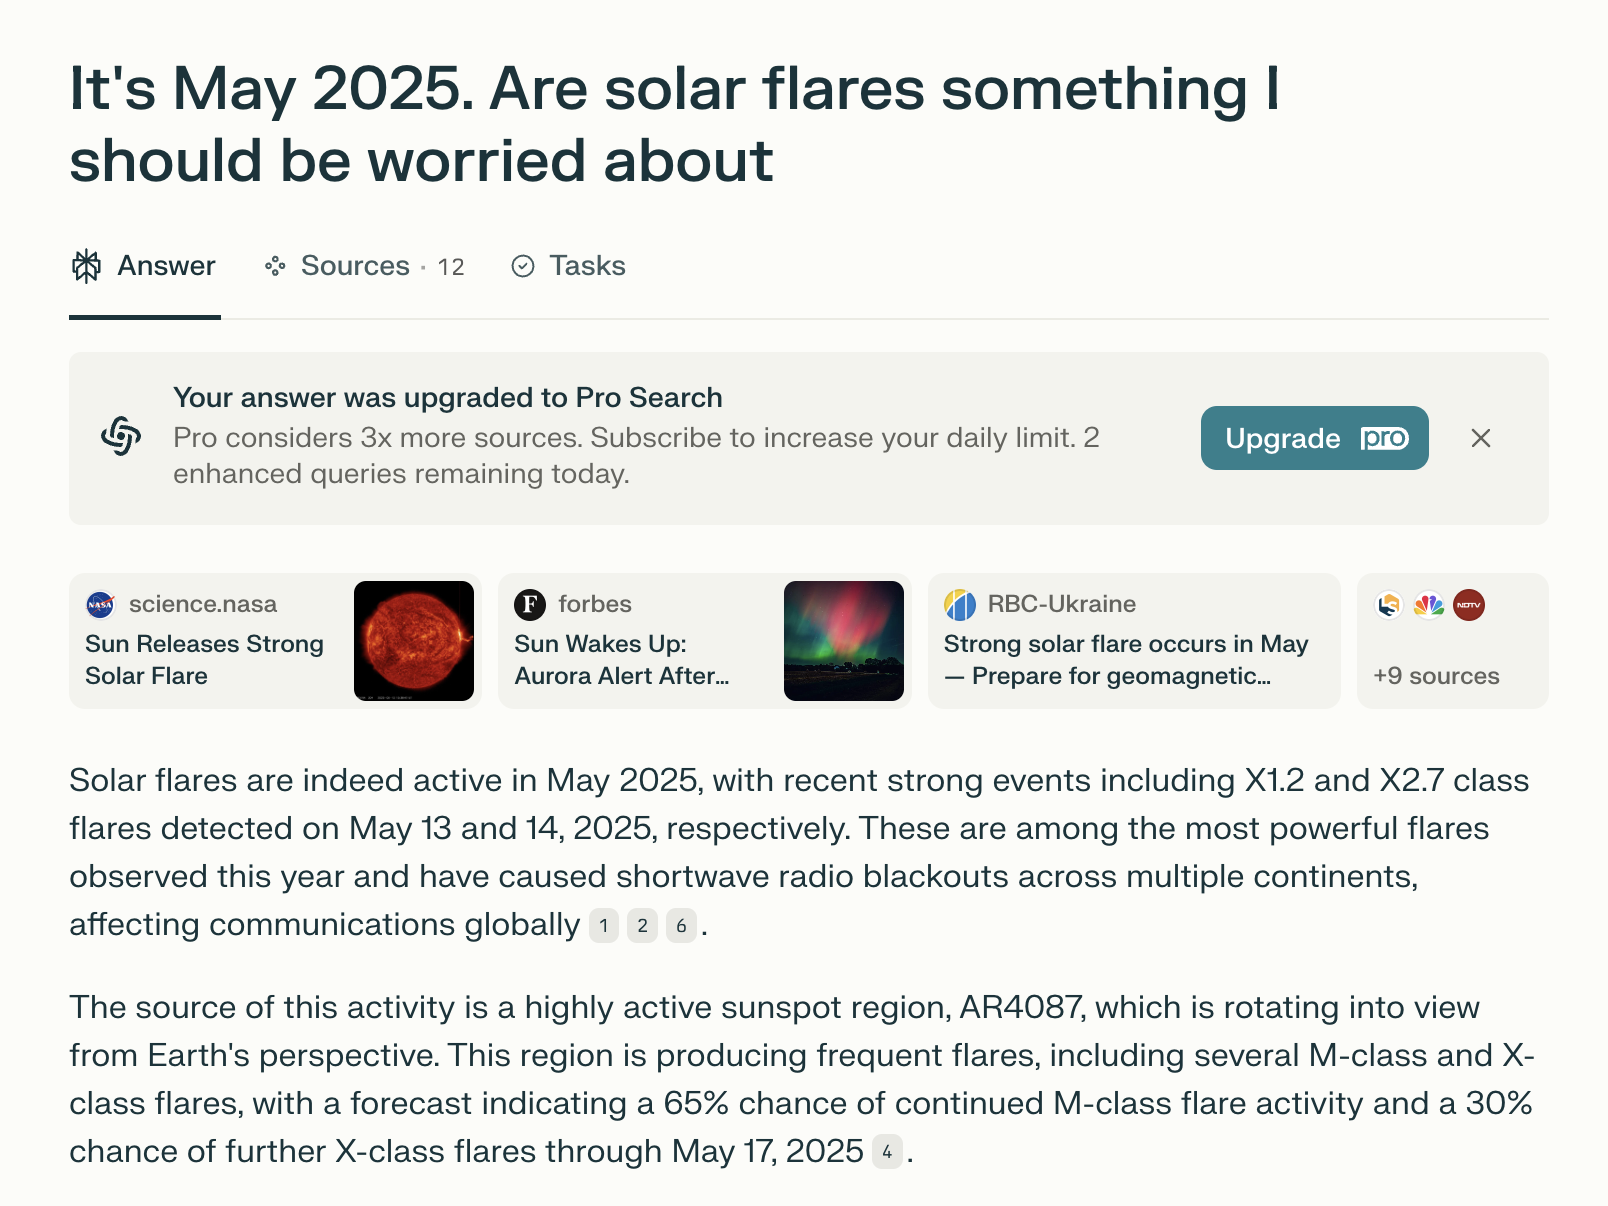 It's May 2025. Are solar flares something I
should be worried about
Answer
Sources · 12
Tasks
Your answer was upgraded to Pro Search
Pro considers 3x more sources. Subscribe to increase your daily limit. 2
enhanced queries remaining today.
Upgrade pro
NASA
science.nasa
Sun Releases Strong
Solar Flare
F
forbes
Sun Wakes Up:
Aurora Alert After...
RBC-Ukraine
Strong solar flare occurs in May
— Prepare for geomagnetic...
NDTV
+9 sources
Solar flares are indeed active in May 2025, with recent strong events including X1.2 and X2.7 class
flares detected on May 13 and 14, 2025, respectively. These are among the most powerful flares
observed this year and have caused shortwave radio blackouts across multiple continents,
affecting communications globally 1 2 6 .
The source of this activity is a highly active sunspot region, AR4087, which is rotating into view
from Earth's perspective. This region is producing frequent flares, including several M-class and X-
class flares, with a forecast indicating a 65% chance of continued M-class flare activity and a 30%
chance of further X-class flares through May 17, 2025 4 .